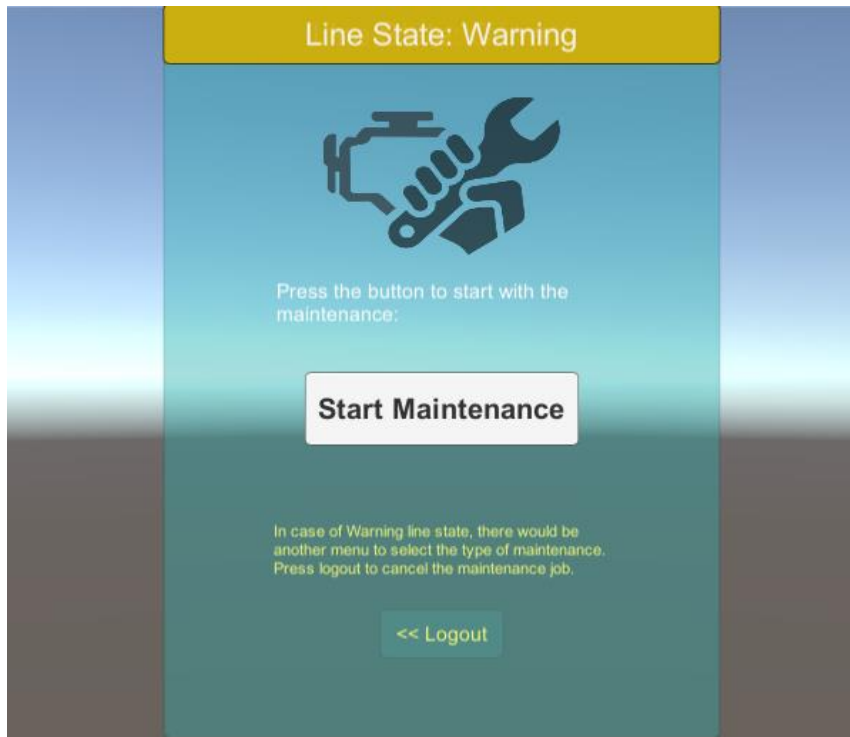 Line State: Warning
Press the button to start with the
maintenance:
Start Maintenance
In case of Warning line state, there would be
another menu to select the type of maintenance.
Press logout to cancel the maintenance job.
<< Logout